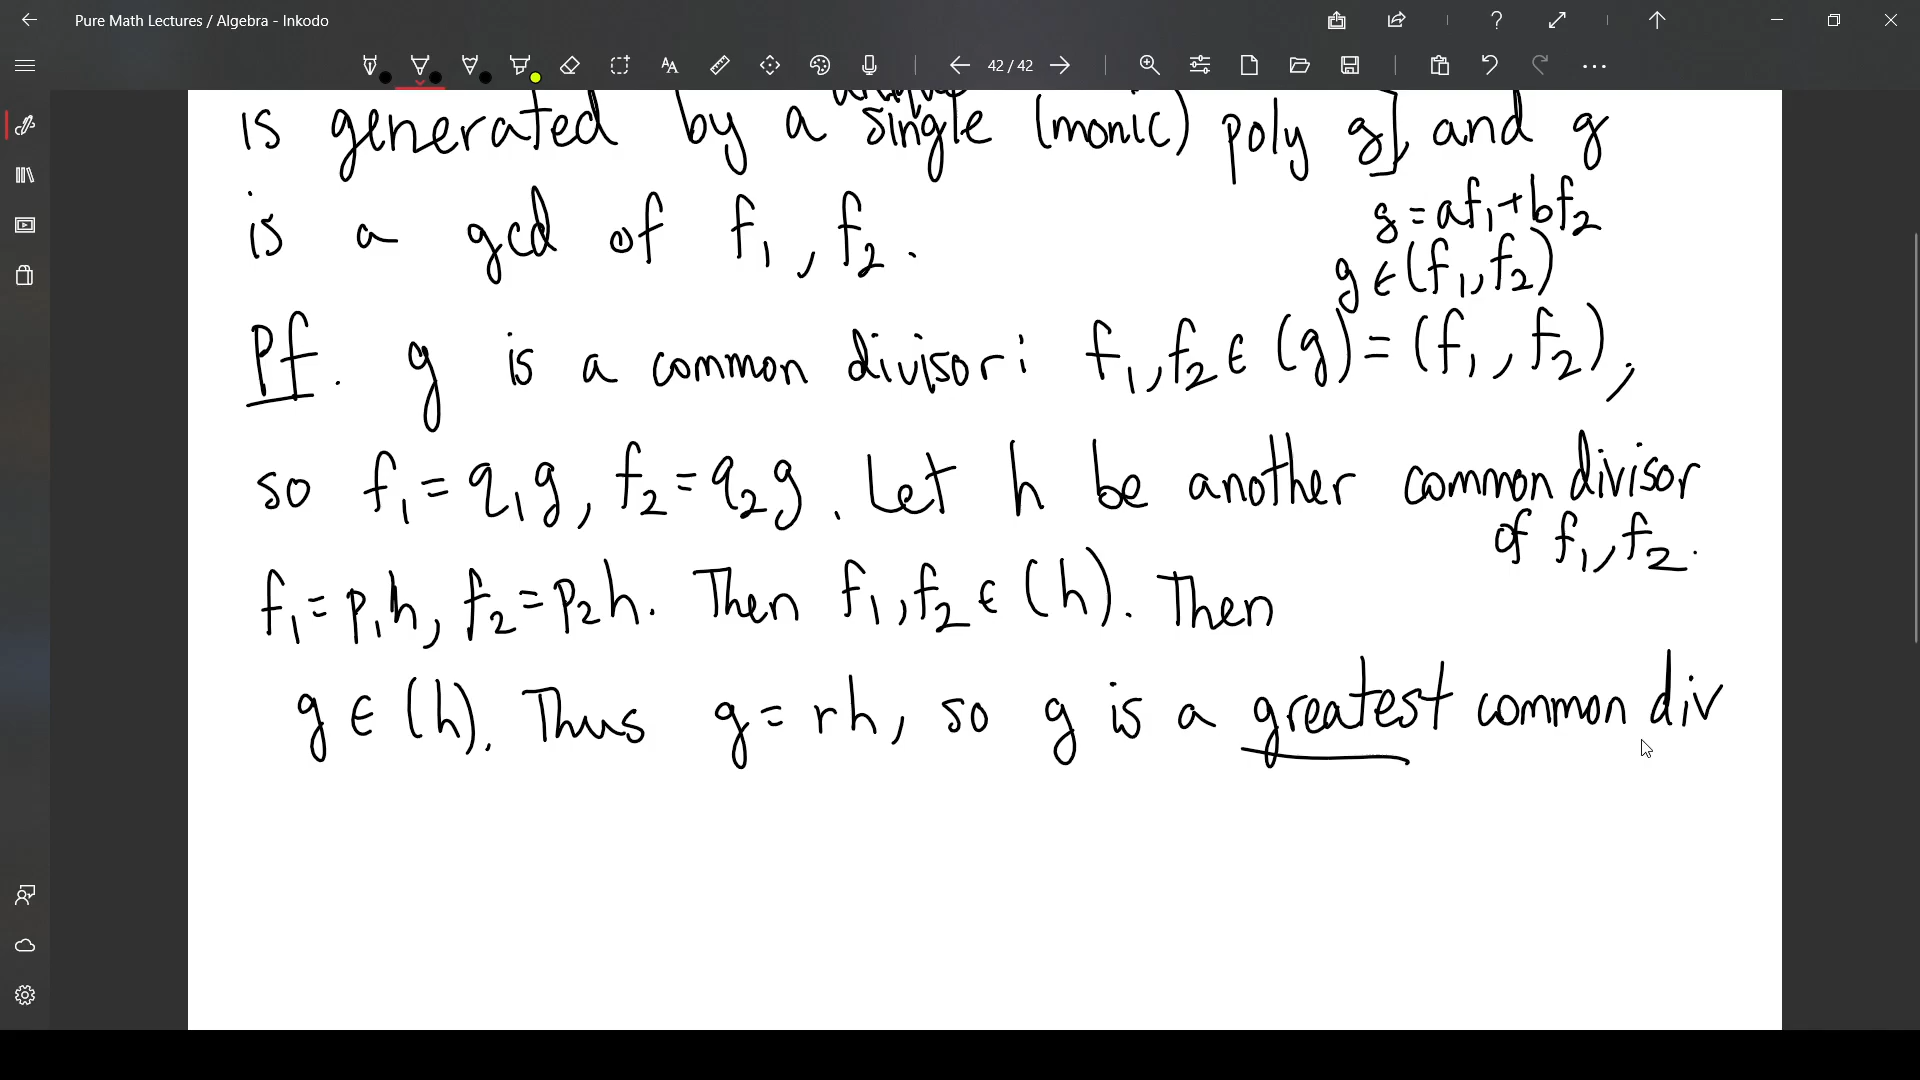 Pure Math Lectures / Algebra - Inkodo
42 / 42
is generated by a single (monic) poly g], and g
is a gcd of f₁, f₂.
g = af₁ + bf₂
g ∈ (f₁, f₂)
Pf. g is a common divisor: f₁, f₂ ∈ (g) = (f₁, f₂),
so f₁ = q₁g, f₂ = q₂g. Let h be another common divisor
of f₁, f₂.
f₁ = p₁h, f₂ = p₂h. Then f₁, f₂ ∈ (h). Then
g ∈ (h). Thus g = rh, so g is a greatest common div